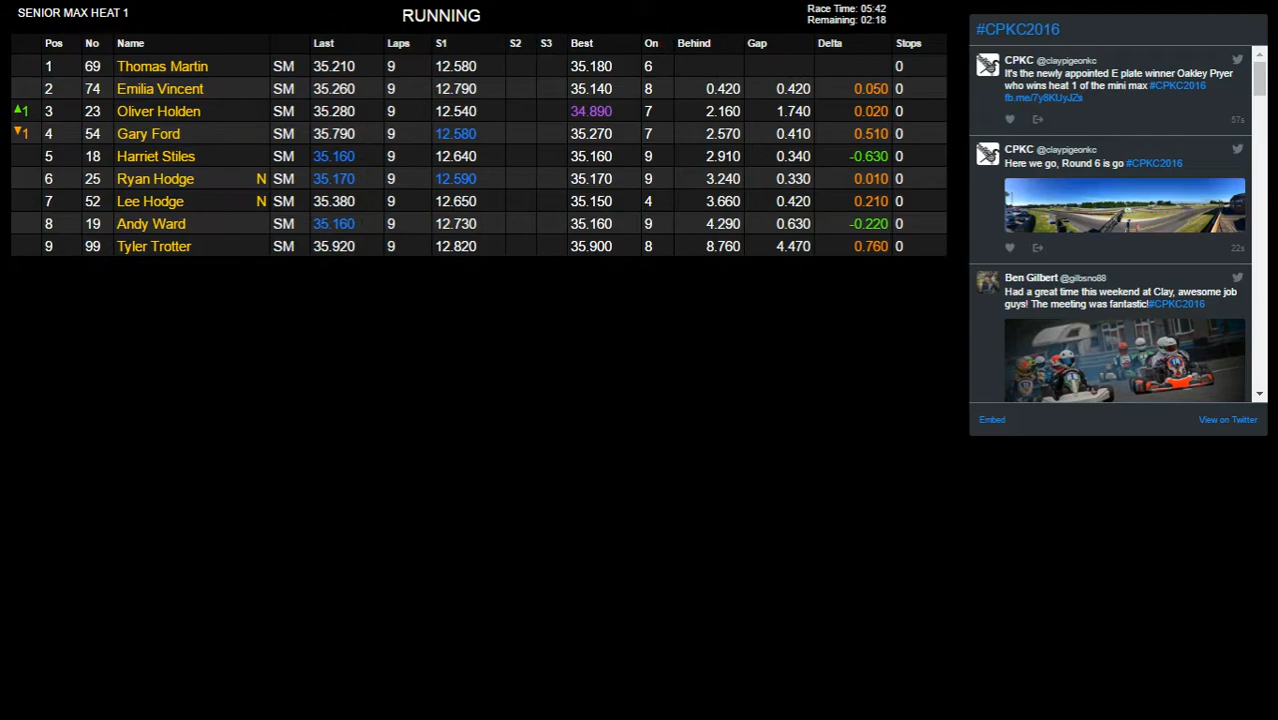 SENIOR MAX HEAT 1
RUNNING
Race Time: 05:42
Remaining: 02:18
Pos No Name Last Laps S1 S2 S3 Best On Behind Gap Delta Stops
1 69 Thomas Martin SM 35.210 9 12.580 35.180 6 0
2 74 Emilia Vincent SM 35.260 9 12.790 35.140 8 0.420 0.420 0.050 0
1 3 23 Oliver Holden SM 35.280 9 12.540 34.890 7 2.160 1.740 0.020 0
1 4 54 Gary Ford SM 35.790 9 12.580 35.270 7 2.570 0.410 0.510 0
5 18 Harriet Stiles SM 35.160 9 12.640 35.160 9 2.910 0.340 -0.630 0
6 25 Ryan Hodge N SM 35.170 9 12.590 35.170 9 3.240 0.330 0.010 0
7 52 Lee Hodge N SM 35.380 9 12.650 35.150 4 3.660 0.420 0.210 0
8 19 Andy Ward SM 35.160 9 12.730 35.160 9 4.290 0.630 -0.220 0
9 99 Tyler Trotter SM 35.920 9 12.820 35.900 8 8.760 4.470 0.760 0
#CPKC2016
CPKC @claypigeonkc
It's the newly appointed E plate winner Oakley Pryer
who wins heat 1 of the mini max #CPKC2016
fb.me/7y8KUyJZs
57s
CPKC @claypigeonkc
Here we go, Round 6 is go #CPKC2016
22s
Ben Gilbert @gilbsno88
Had a great time this weekend at Clay, awesome job
guys! The meeting was fantastic!#CPKC2016
Embed
View on Twitter